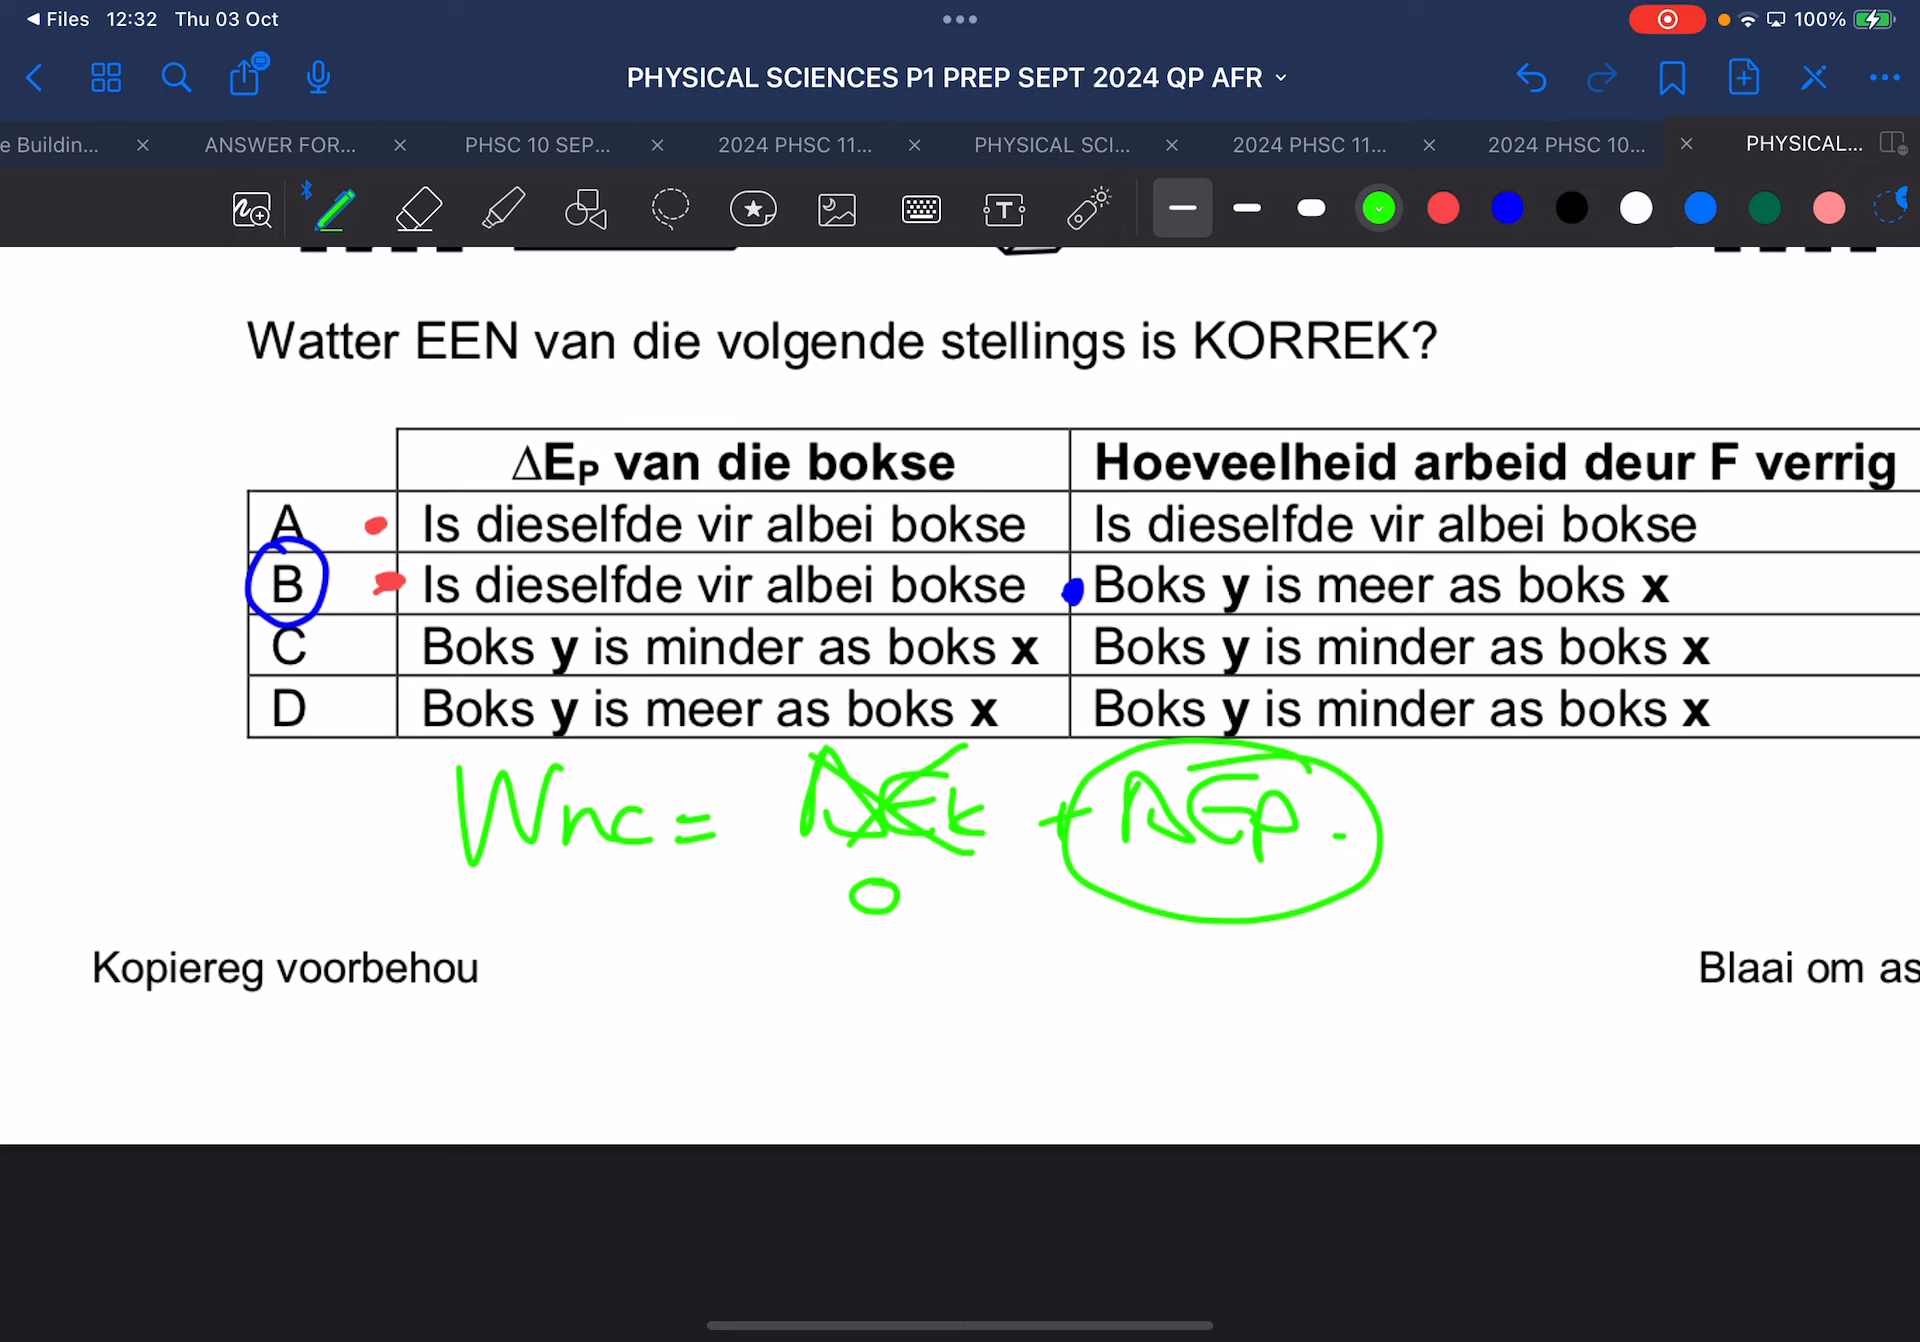 Files 12:32 Thu 03 Oct 100%
PHYSICAL SCIENCES P1 PREP SEPT 2024 QP AFR
e Buildin... ANSWER FOR... PHSC 10 SEP... 2024 PHSC 11... PHYSICAL SCI... 2024 PHSC 11... 2024 PHSC 10... PHYSICAL...
Watter EEN van die volgende stellings is KORREK?
ΔEP van die bokse Hoeveelheid arbeid deur F verrig
A Is dieselfde vir albei bokse Is dieselfde vir albei bokse
B Is dieselfde vir albei bokse Boks y is meer as boks x
C Boks y is minder as boks x Boks y is minder as boks x
D Boks y is meer as boks x Boks y is minder as boks x
Wnc = ΔEk + ΔEp.
0
Kopiereg voorbehou Blaai om as